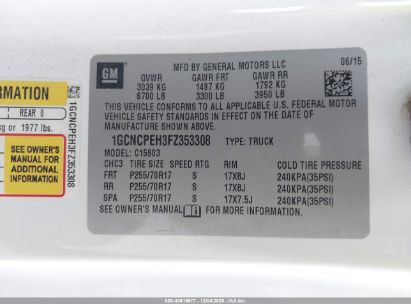 GM
MFD BY GENERAL MOTORS LLC
06/15
GVWR GAWR FRT GAWR RR
3039 KG 1497 KG 1792 KG
6700 LB 3300 LB 3950 LB
THIS VEHICLE CONFORMS TO ALL APPLICABLE U.S. FEDERAL MOTOR
VEHICLE SAFETY STANDARDS IN EFFECT ON THE DATE OF
MANUFACTURE SHOWN ABOVE.
1GCNCPEH3FZ353308 TYPE: TRUCK
MODEL: C15903
CHC3 TIRE SIZE SPEED RTG RIM COLD TIRE PRESSURE
FRT P255/70R17 S 17X8J 240KPA(35PSI)
RR P255/70R17 S 17X8J 240KPA(35PSI)
SPA P255/70R17 S 17X7.5J 240KPA(35PSI)
SEE OWNER'S MANUAL FOR MORE INFORMATION.
ORMATION
REAR 0
kg or 1977 lbs.
SEE OWNER'S
MANUAL FOR
ADDITIONAL
INFORMATION
1GCNCPEH3FZ353308